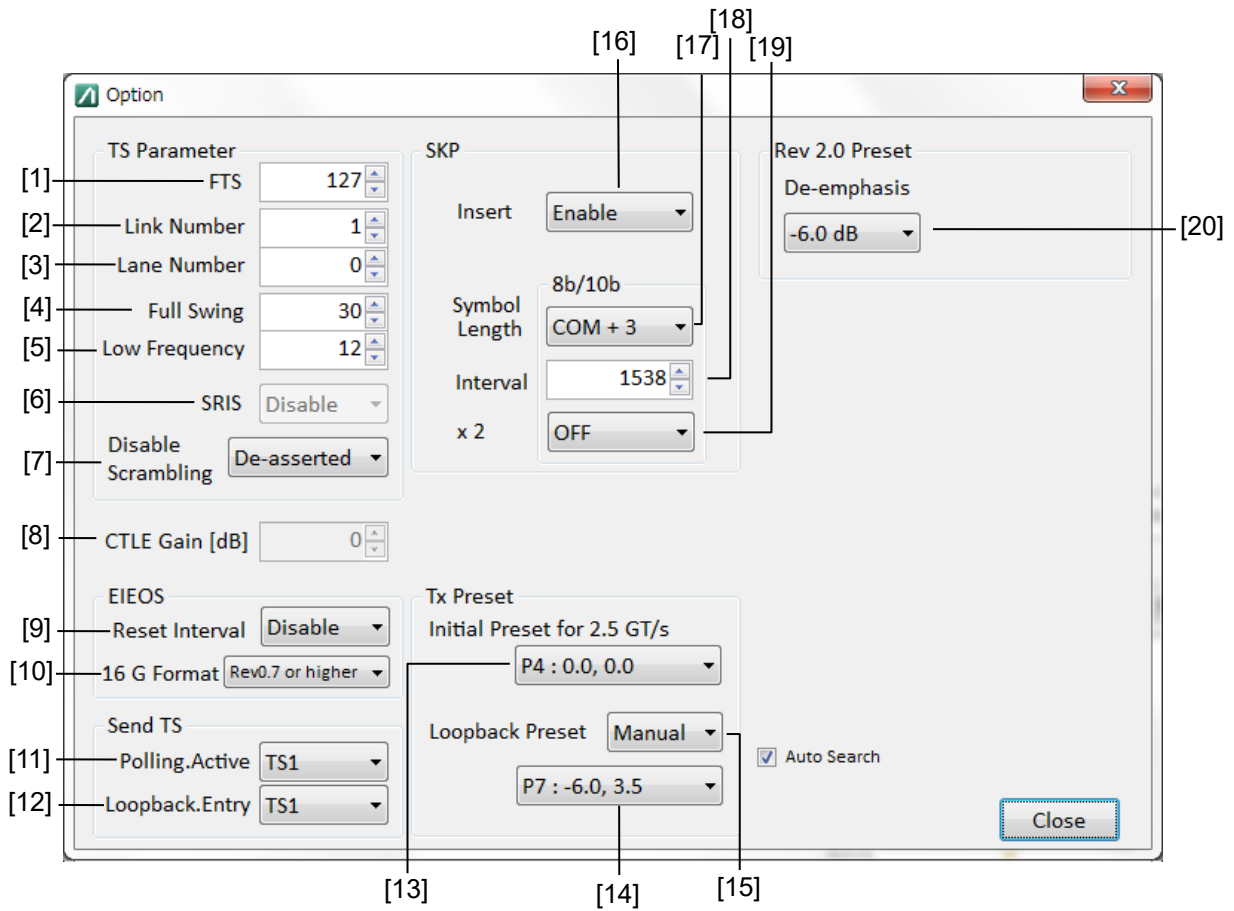 [18]
[16] [17] [19]
Option
TS Parameter
[1] FTS 127
[2] Link Number 1
[3] Lane Number 0
[4] Full Swing 30
[5] Low Frequency 12
[6] SRIS Disable
[7] Disable
Scrambling De-asserted
[8] CTLE Gain [dB] 0
EIEOS
[9] Reset Interval Disable
[10] 16 G Format Rev0.7 or higher
Send TS
[11] Polling.Active TS1
[12] Loopback.Entry TS1
SKP
Insert Enable
8b/10b
Symbol
Length COM + 3
Interval 1538
x 2 OFF
Tx Preset
Initial Preset for 2.5 GT/s
P4 : 0.0, 0.0
Loopback Preset Manual
P7 : -6.0, 3.5
Rev 2.0 Preset
De-emphasis
-6.0 dB [20]
Auto Search
Close
[13] [14] [15]